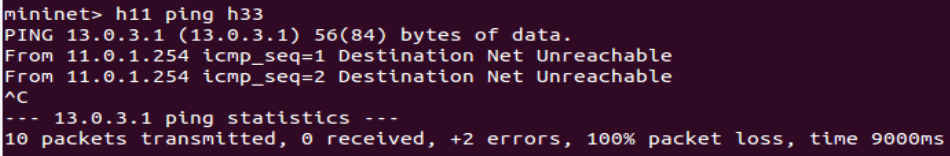 mininet> h11 ping h33
PING 13.0.3.1 (13.0.3.1) 56(84) bytes of data.
From 11.0.1.254 icmp_seq=1 Destination Net Unreachable
From 11.0.1.254 icmp_seq=2 Destination Net Unreachable
^C
--- 13.0.3.1 ping statistics ---
10 packets transmitted, 0 received, +2 errors, 100% packet loss, time 9000ms